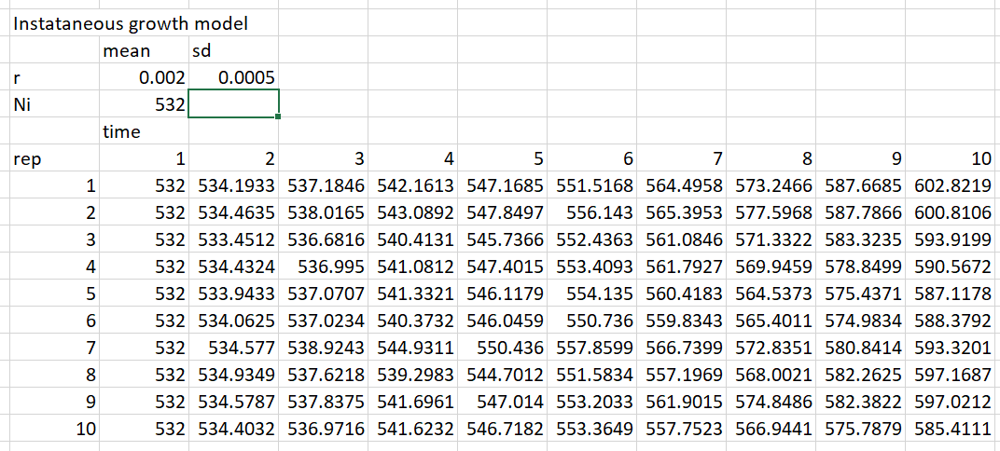 Instataneous growth model
mean sd
r 0.002 0.0005
Ni 532
time
rep 1 2 3 4 5 6 7 8 9 10
1 532 534.1933 537.1846 542.1613 547.1685 551.5168 564.4958 573.2466 587.6685 602.8219
2 532 534.4635 538.0165 543.0892 547.8497 556.143 565.3953 577.5968 587.7866 600.8106
3 532 533.4512 536.6816 540.4131 545.7366 552.4363 561.0846 571.3322 583.3235 593.9199
4 532 534.4324 536.995 541.0812 547.4015 553.4093 561.7927 569.9459 578.8499 590.5672
5 532 533.9433 537.0707 541.3321 546.1179 554.135 560.4183 564.5373 575.4371 587.1178
6 532 534.0625 537.0234 540.3732 546.0459 550.736 559.8343 565.4011 574.9834 588.3792
7 532 534.577 538.9243 544.9311 550.436 557.8599 566.7399 572.8351 580.8414 593.3201
8 532 534.9349 537.6218 539.2983 544.7012 551.5834 557.1969 568.0021 582.2625 597.1687
9 532 534.5787 537.8375 541.6961 547.014 553.2033 561.9015 574.8486 582.3822 597.0212
10 532 534.4032 536.9716 541.6232 546.7182 553.3649 557.7523 566.9441 575.7879 585.4111